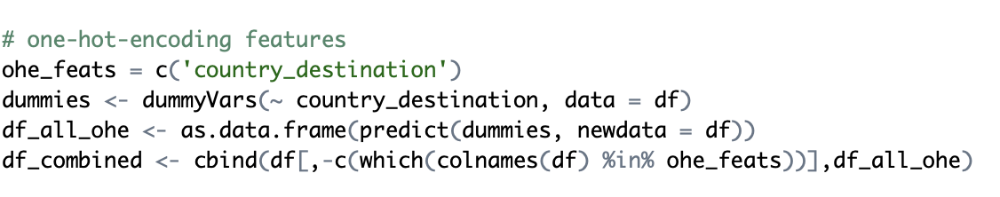 # one-hot-encoding features
ohe_feats = c('country_destination')
dummies <- dummyVars(~ country_destination, data = df)
df_all_ohe <- as.data.frame(predict(dummies, newdata = df))
df_combined <- cbind(df[,-c(which(colnames(df) %in% ohe_feats))],df_all_ohe)